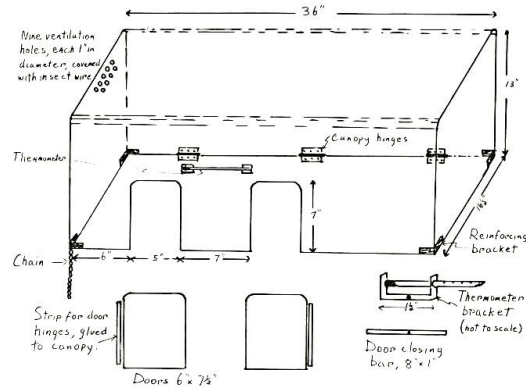 36"
Nine ventilation
holes, each 1" in
diameter, covered
with insect wire
13"
Canopy hinges
Thermometer
7"
16½"
Reinforcing
bracket
Chain
6"
5"
7"
1½"
Thermometer
bracket
(not to scale)
Strip for door
hinges, glued
to canopy.
Door closing
bar, 8" x 1"
Doors 6" x 7½"